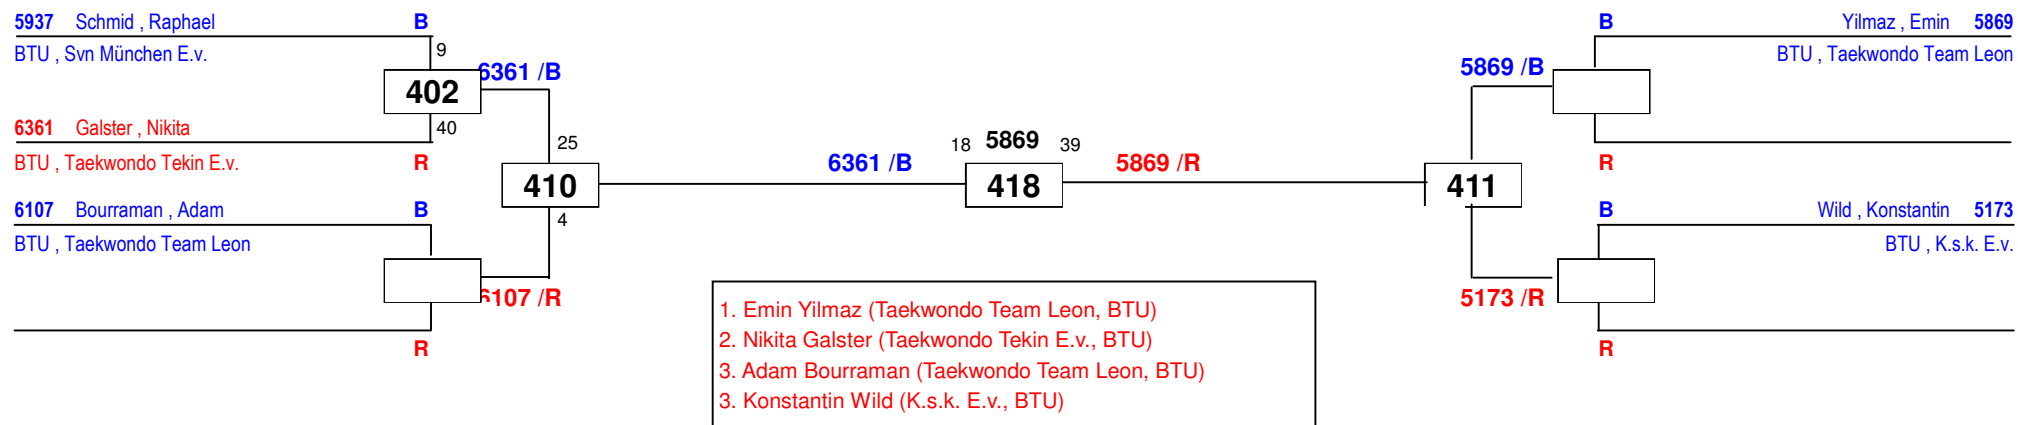 5937 Schmid , Raphael B
BTU , Svn München E.v.
9
402
6361 /B
6361 Galster , Nikita
40
BTU , Taekwondo Tekin E.v. R
25
410
6107 Bourraman , Adam B
BTU , Taekwondo Team Leon
4
6107 /R
R
6361 /B
18 5869 39
418
5869 /R
B Yilmaz , Emin 5869
BTU , Taekwondo Team Leon
5869 /B
R
411
B Wild , Konstantin 5173
BTU , K.s.k. E.v.
5173 /R
R
1. Emin Yilmaz (Taekwondo Team Leon, BTU)
2. Nikita Galster (Taekwondo Tekin E.v., BTU)
3. Adam Bourraman (Taekwondo Team Leon, BTU)
3. Konstantin Wild (K.s.k. E.v., BTU)